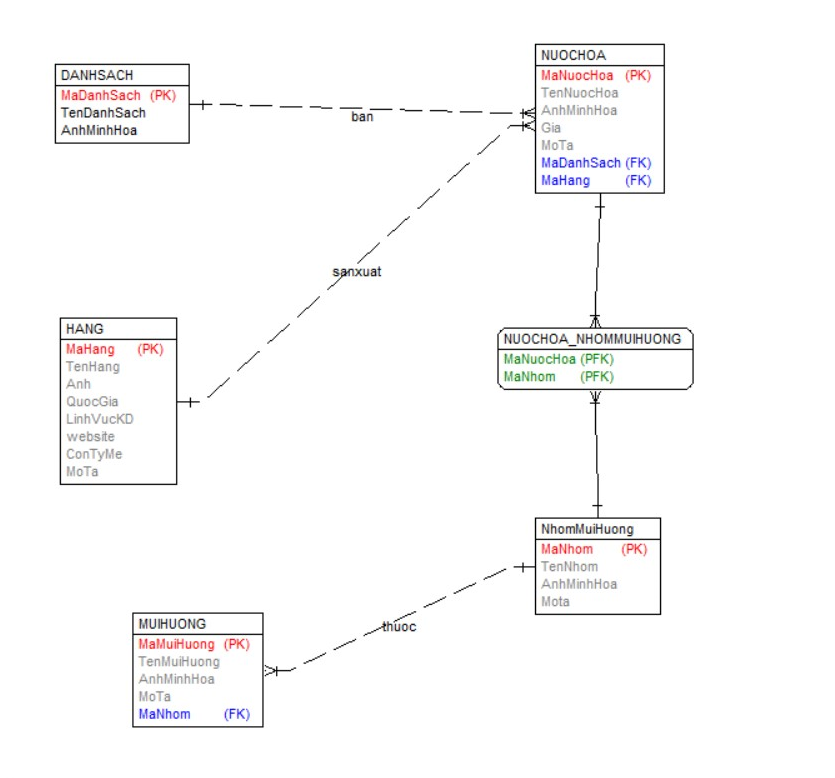 DANHSACH
MaDanhSach (PK)
TenDanhSach
AnhMinhHoa
ban
NUOCHOA
MaNuocHoa (PK)
TenNuocHoa
AnhMinhHoa
Gia
MoTa
MaDanhSach (FK)
MaHang (FK)
sanxuat
HANG
MaHang (PK)
TenHang
Anh
QuocGia
LinhVucKD
website
ConTyMe
MoTa
NUOCHOA_NHOMMUIHUONG
MaNuocHoa (PFK)
MaNhom (PFK)
NhomMuiHuong
MaNhom (PK)
TenNhom
AnhMinhHoa
Mota
thuoc
MUIHUONG
MaMuiHuong (PK)
TenMuiHuong
AnhMinhHoa
MoTa
MaNhom (FK)